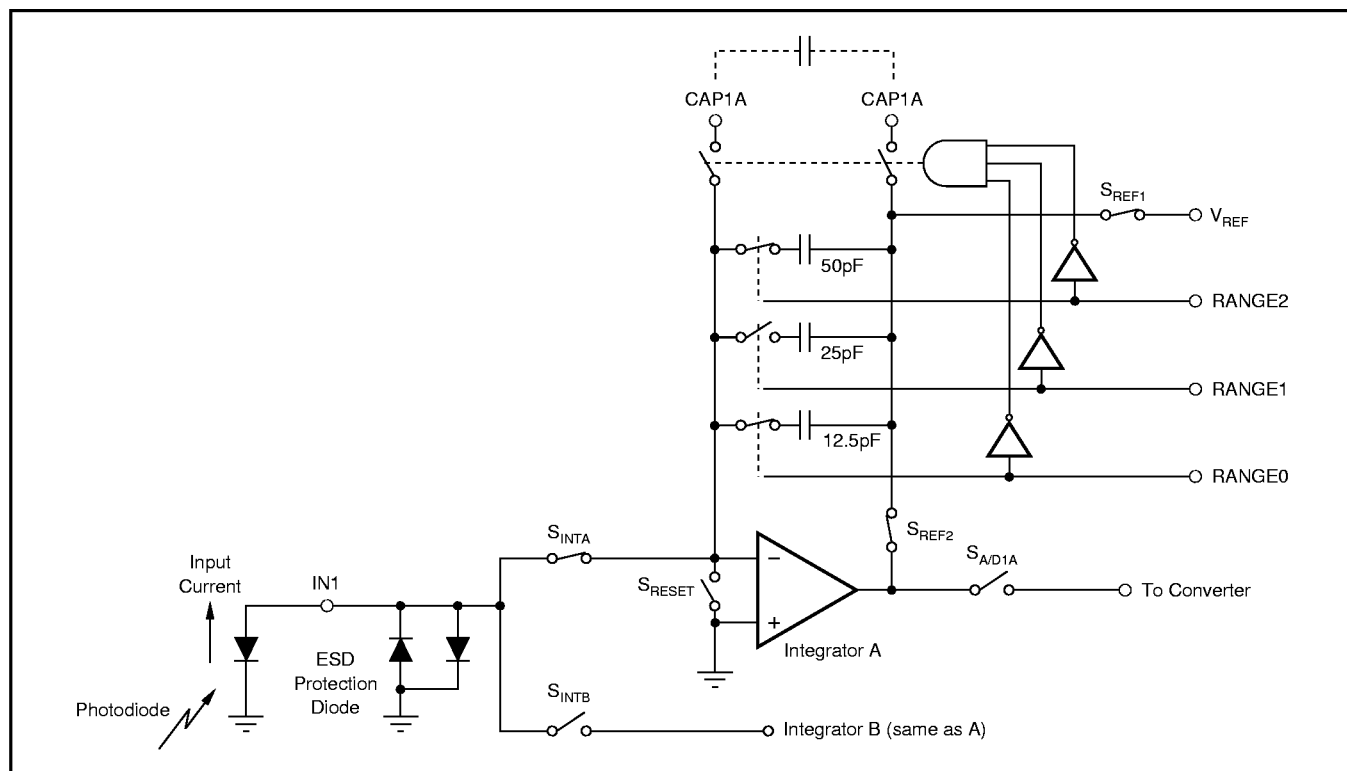 CAP1A
CAP1A
S_REF1
V_REF
50pF
RANGE2
25pF
RANGE1
12.5pF
RANGE0
S_REF2
S_INTA
S_A/D1A
Input
Current
IN1
S_RESET
−
+
To Converter
Integrator A
ESD
Protection
Diode
Photodiode
S_INTB
Integrator B (same as A)